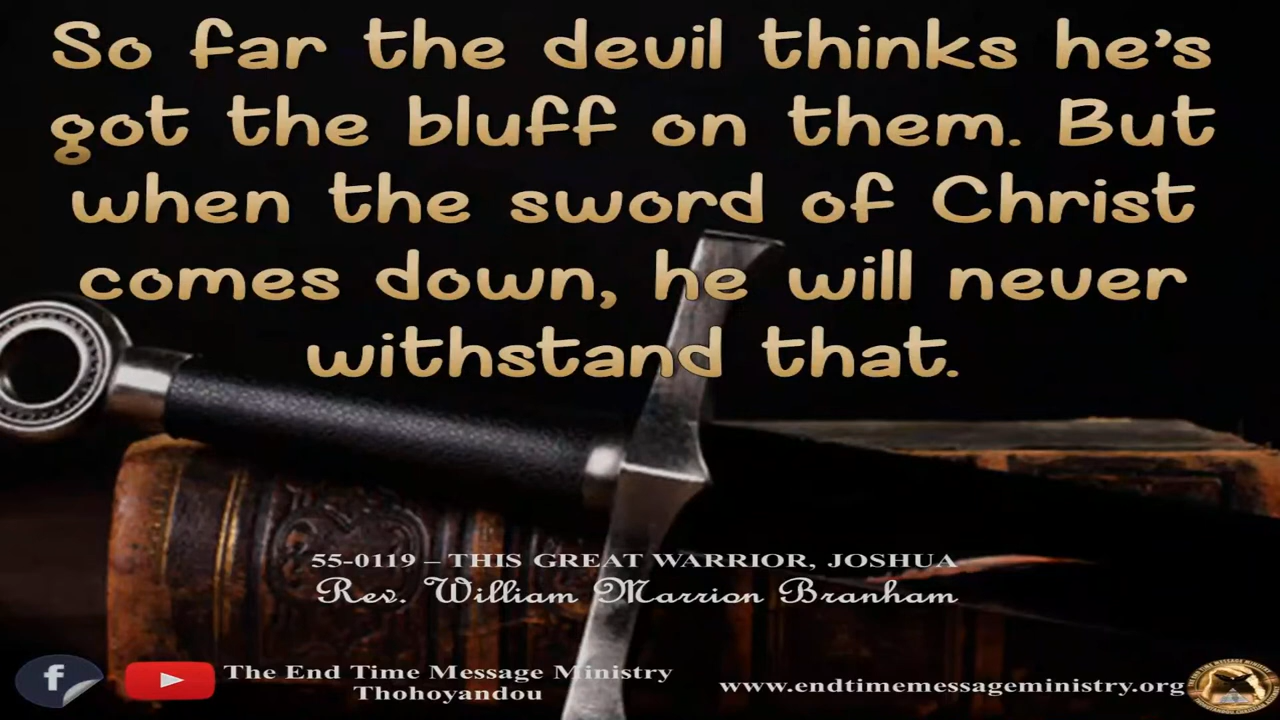 So far the devil thinks he's
got the bluff on them. But
when the sword of Christ
comes down, he will never
withstand that.
55-0119 – THIS GREAT WARRIOR, JOSHUA
Rev. William Marrion Branham
f
The End Time Message Ministry
Thohoyandou
www.endtimemessageministry.org